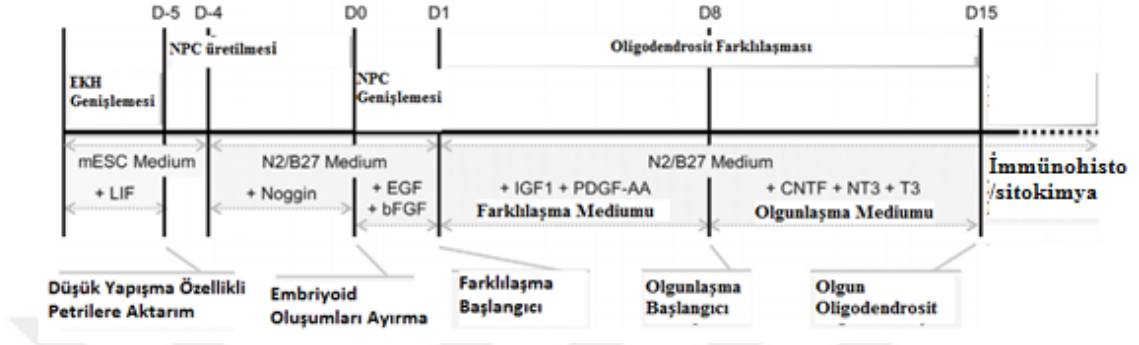 D-5 D-4 D0 D1 D8 D15
NPC üretilmesi
Oligodendrosit Farklılaşması
EKH
Genişlemesi
NPC
Genişlemesi
mESC Medium
+ LIF
N2/B27 Medium
+ Noggin
+ EGF
+ bFGF
N2/B27 Medium
+ IGF1 + PDGF-AA
Farklılaşma Mediumu
+ CNTF + NT3 + T3
Olgunlaşma Mediumu
İmmünohisto
/sitokimya
Düşük Yapışma Özellikli
Petrilere Aktarım
Embriyoid
Oluşumları Ayırma
Farklılaşma
Başlangıcı
Olgunlaşma
Başlangıcı
Olgun
Oligodendrosit